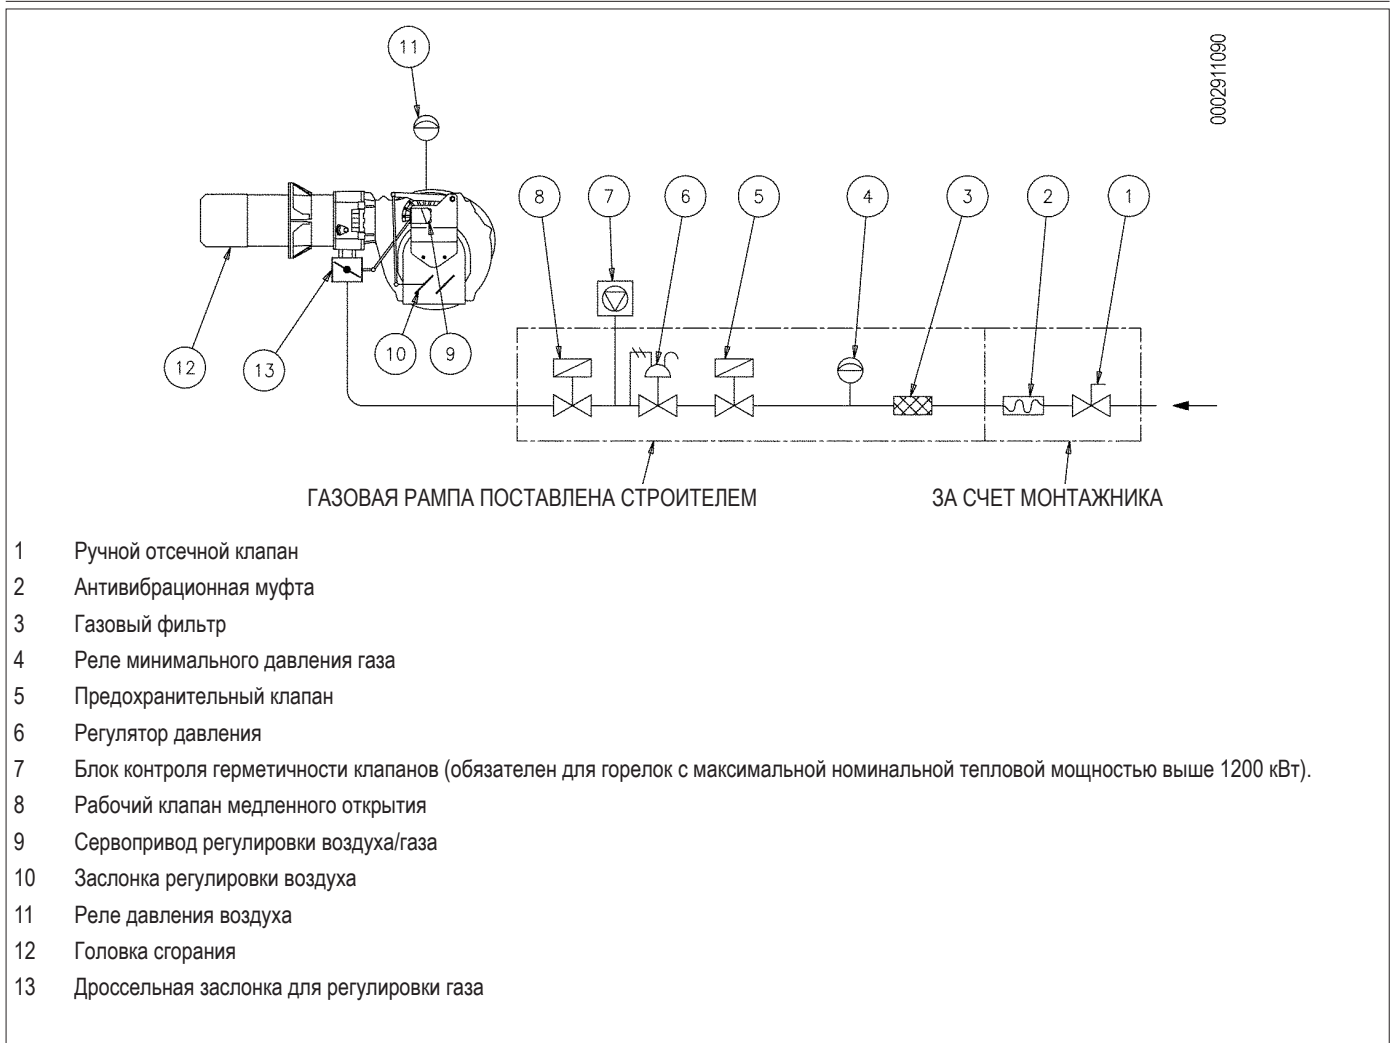 11
0002911090
8
7
6
5
4
3
2
1
12
13
10
9
ГАЗОВАЯ РАМПА ПОСТАВЛЕНА СТРОИТЕЛЕМ
ЗА СЧЕТ МОНТАЖНИКА
1 Ручной отсечной клапан
2 Антивибрационная муфта
3 Газовый фильтр
4 Реле минимального давления газа
5 Предохранительный клапан
6 Регулятор давления
7 Блок контроля герметичности клапанов (обязателен для горелок с максимальной номинальной тепловой мощностью выше 1200 кВт).
8 Рабочий клапан медленного открытия
9 Сервопривод регулировки воздуха/газа
10 Заслонка регулировки воздуха
11 Реле давления воздуха
12 Головка сгорания
13 Дроссельная заслонка для регулировки газа